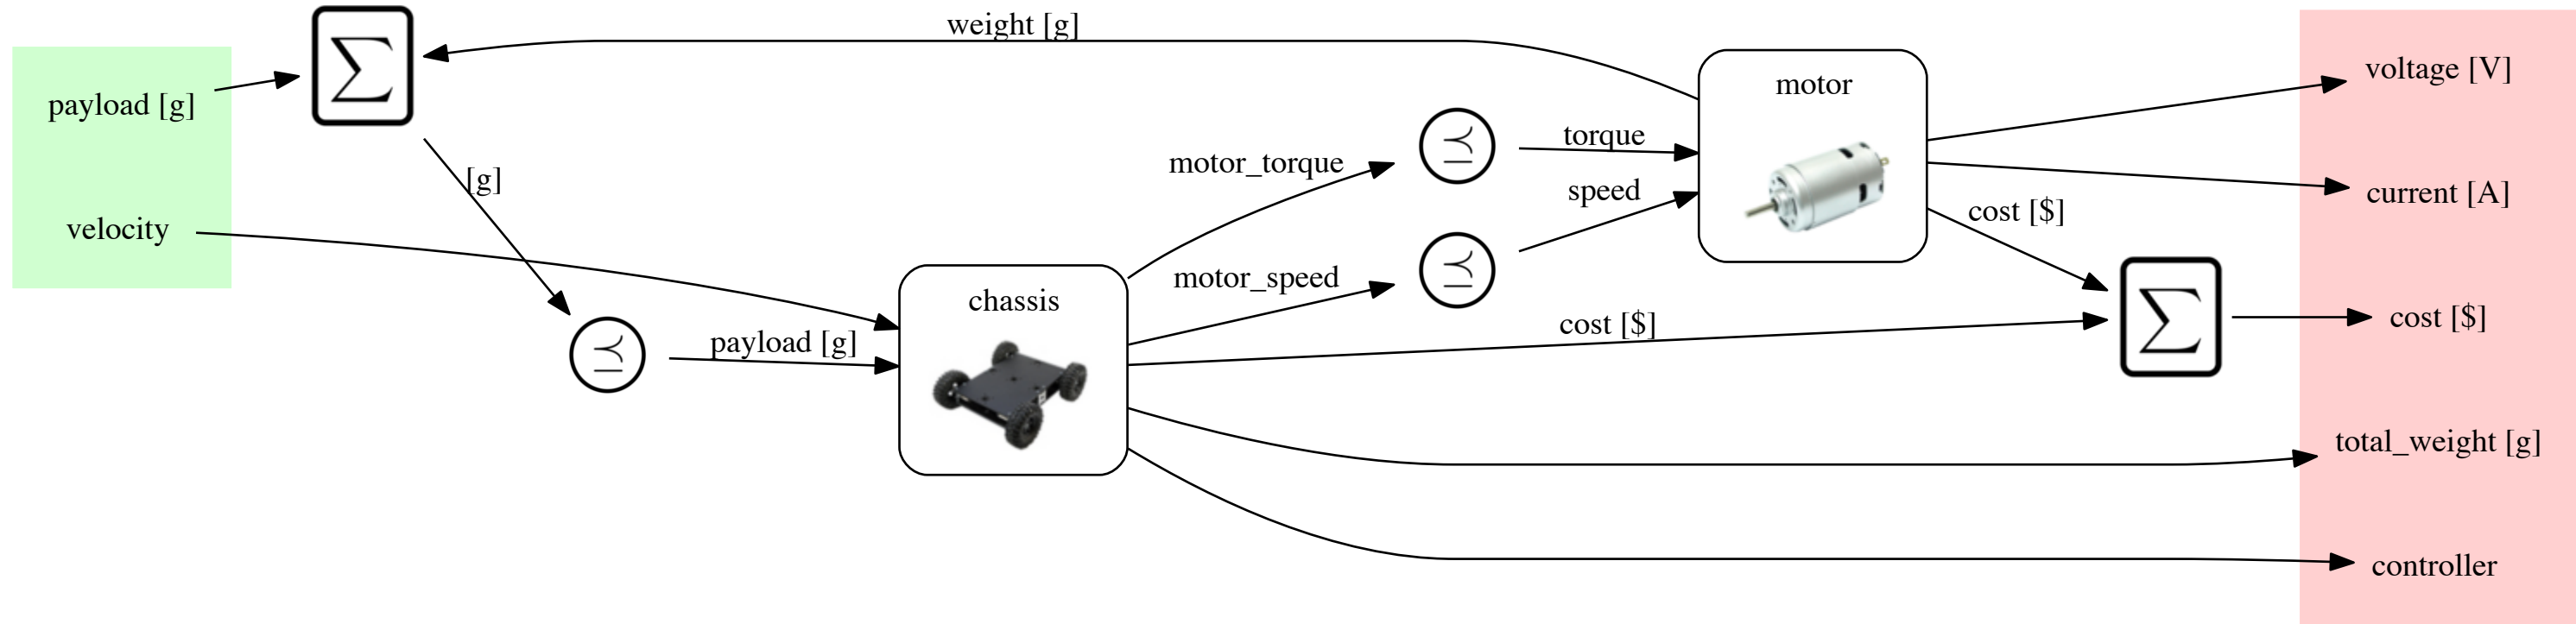 weight [g]
payload [g]
∑
motor
voltage [V]
[g]
motor_torque
⪯
torque
current [A]
velocity
speed
cost [$]
motor_speed
⪯
chassis
cost [$]
∑
cost [$]
⪯
payload [g]
total_weight [g]
controller